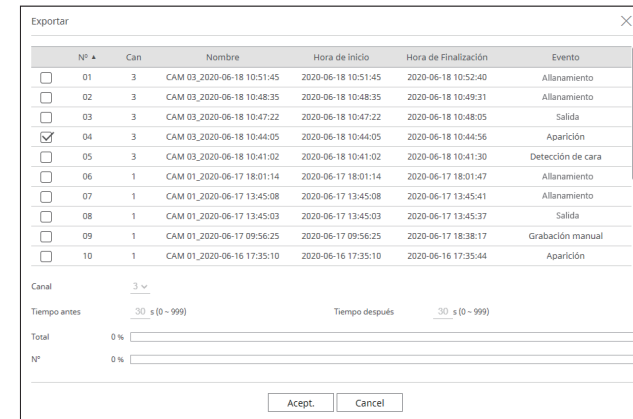 Exportar
Nº ▲ Can Nombre Hora de inicio Hora de Finalización Evento
01 3 CAM 03_2020-06-18 10:51:45 2020-06-18 10:51:45 2020-06-18 10:52:40 Allanamiento
02 3 CAM 03_2020-06-18 10:48:35 2020-06-18 10:48:35 2020-06-18 10:49:31 Allanamiento
03 3 CAM 03_2020-06-18 10:47:22 2020-06-18 10:47:22 2020-06-18 10:48:05 Salida
04 3 CAM 03_2020-06-18 10:44:05 2020-06-18 10:44:05 2020-06-18 10:44:56 Aparición
05 3 CAM 03_2020-06-18 10:41:02 2020-06-18 10:41:02 2020-06-18 10:41:30 Detección de cara
06 1 CAM 01_2020-06-17 18:01:14 2020-06-17 18:01:14 2020-06-17 18:01:47 Allanamiento
07 1 CAM 01_2020-06-17 13:45:08 2020-06-17 13:45:08 2020-06-17 13:45:41 Allanamiento
08 1 CAM 01_2020-06-17 13:45:03 2020-06-17 13:45:03 2020-06-17 13:45:37 Salida
09 1 CAM 01_2020-06-17 09:56:25 2020-06-17 09:56:25 2020-06-17 18:38:17 Grabación manual
10 1 CAM 01_2020-06-16 17:35:10 2020-06-16 17:35:10 2020-06-16 17:35:44 Aparición
Canal 3
Tiempo antes 30 s (0 ~ 999) Tiempo después 30 s (0 ~ 999)
Total 0 %
Nº 0 %
Acept. Cancel